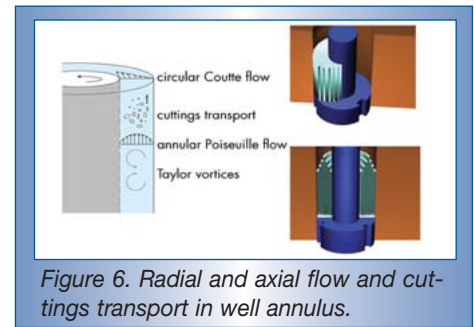 circular Coutte flow
cuttings transport
annular Poiseuille flow
Taylor vortices
Figure 6. Radial and axial flow and cut-
tings transport in well annulus.